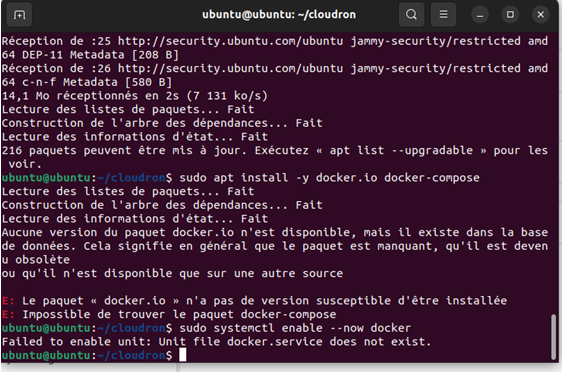 ubuntu@ubuntu: ~/cloudron
Réception de :25 http://security.ubuntu.com/ubuntu jammy-security/restricted amd
64 DEP-11 Metadata [208 B]
Réception de :26 http://security.ubuntu.com/ubuntu jammy-security/restricted amd
64 c-n-f Metadata [580 B]
14,1 Mo réceptionnés en 2s (7 131 ko/s)
Lecture des listes de paquets... Fait
Construction de l'arbre des dépendances... Fait
Lecture des informations d'état... Fait
216 paquets peuvent être mis à jour. Exécutez « apt list --upgradable » pour les
 voir.
ubuntu@ubuntu:~/cloudron$ sudo apt install -y docker.io docker-compose
Lecture des listes de paquets... Fait
Construction de l'arbre des dépendances... Fait
Lecture des informations d'état... Fait
Aucune version du paquet docker.io n'est disponible, mais il existe dans la base
de données. Cela signifie en général que le paquet est manquant, qu'il est deven
u obsolète
ou qu'il n'est disponible que sur une autre source
E: Le paquet « docker.io » n'a pas de version susceptible d'être installée
E: Impossible de trouver le paquet docker-compose
ubuntu@ubuntu:~/cloudron$ sudo systemctl enable --now docker
Failed to enable unit: Unit file docker.service does not exist.
ubuntu@ubuntu:~/cloudron$